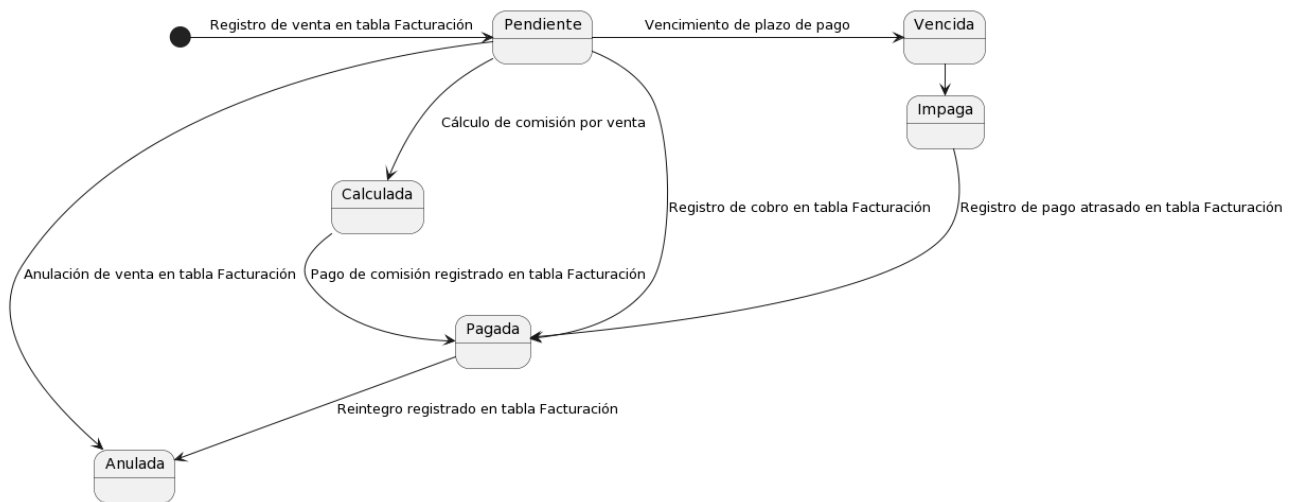 Registro de venta en tabla Facturación
Pendiente
Vencimiento de plazo de pago
Vencida
Impaga
Cálculo de comisión por venta
Calculada
Registro de cobro en tabla Facturación
Registro de pago atrasado en tabla Facturación
Anulación de venta en tabla Facturación
Pago de comisión registrado en tabla Facturación
Pagada
Reintegro registrado en tabla Facturación
Anulada